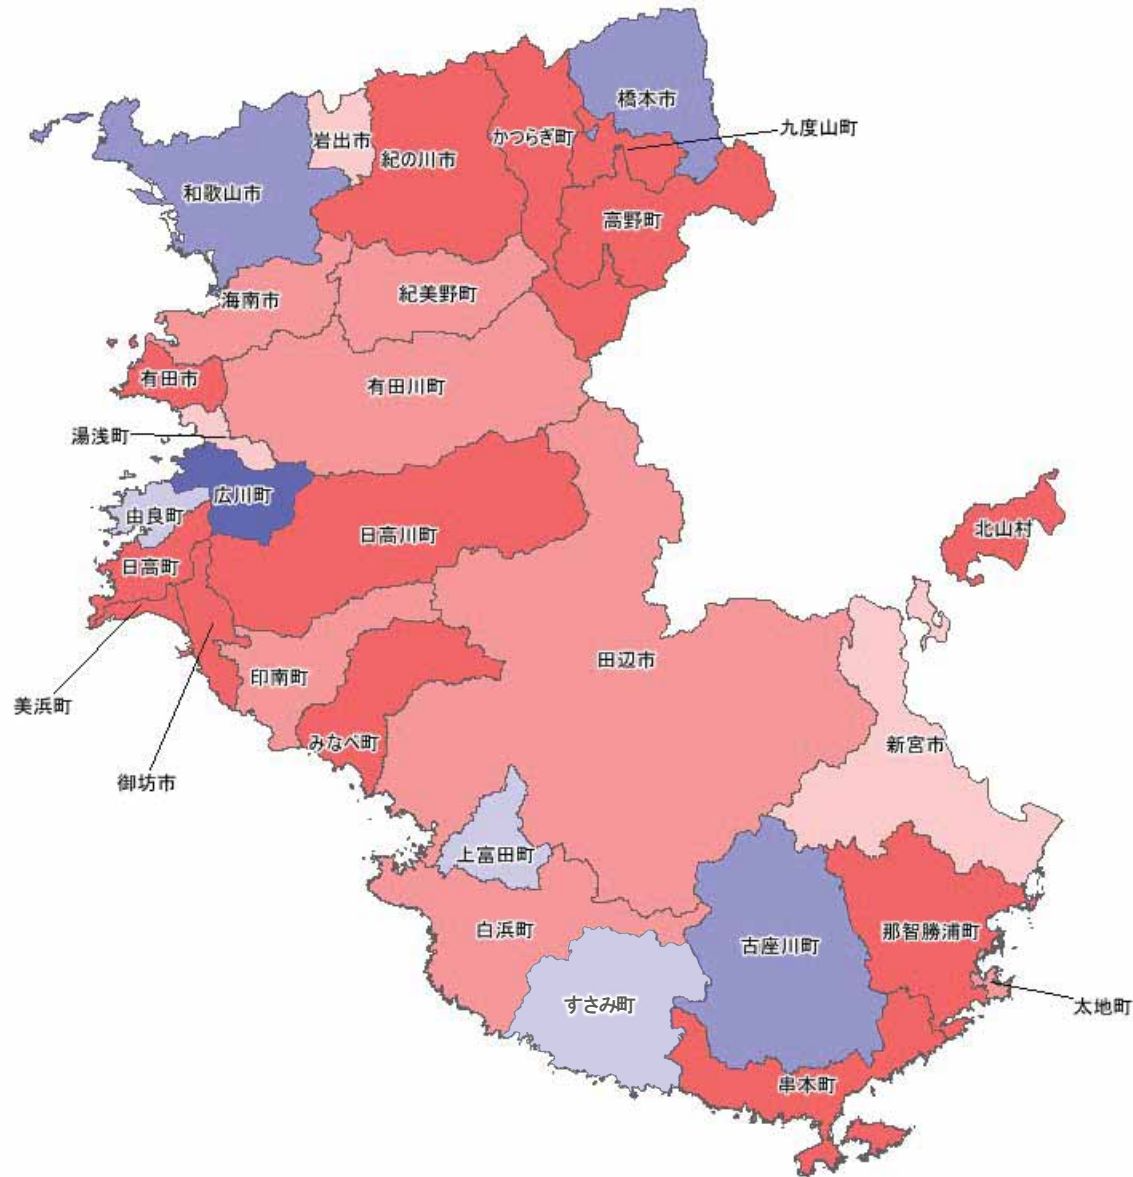 橋本市
九度山町
岩出市
かつらぎ町
紀の川市
和歌山市
高野町
海南市
紀美野町
有田市
有田川町
湯浅町
広川町
由良町
日高川町
北山村
日高町
田辺市
印南町
美浜町
みなべ町
新宮市
御坊市
上富田町
白浜町
那智勝浦町
古座川町
すさみ町
太地町
串本町